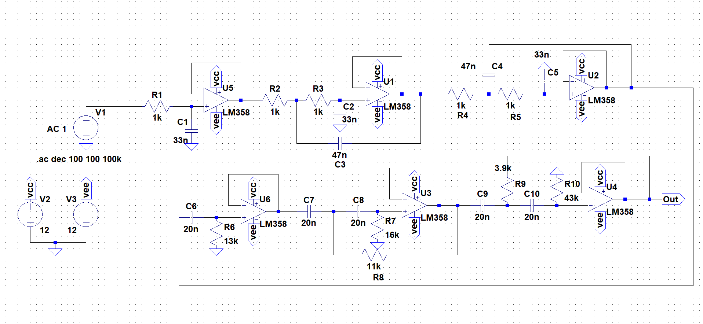 V1
AC 1
.ac dec 100 100 100k
R1
1k
C1
33n
vcc
U5
LM358
vee
R2
1k
R3
1k
C2
33n
47n
C3
vcc
U1
LM358
vee
47n
C4
1k
R4
1k
R5
33n
C5
vcc
U2
LM358
vee
vcc
V2
12
vee
V3
12
C6
20n
R6
13k
vcc
U6
LM358
vee
C7
20n
C8
20n
R7
16k
11k
R8
vcc
U3
LM358
vee
C9
20n
3.9k
R9
C10
20n
R10
43k
vcc
U4
LM358
vee
Out